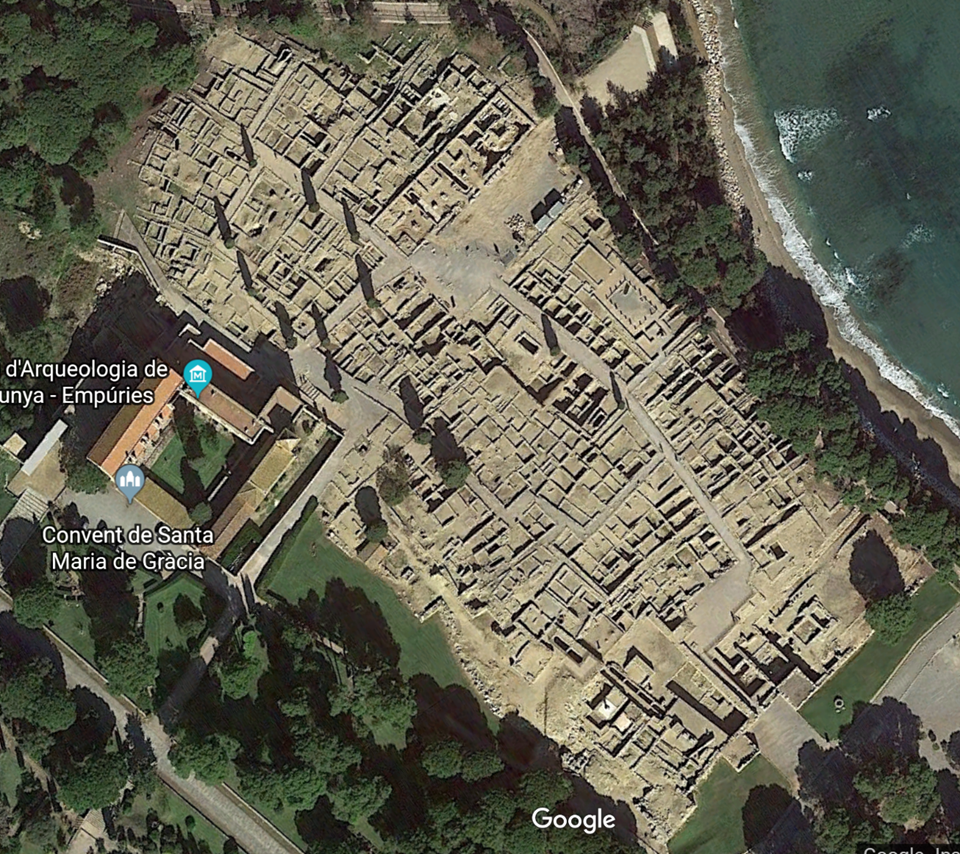 d'Arqueologia de
unya - Empúries
M
Convent de Santa
Maria de Gràcia
Google